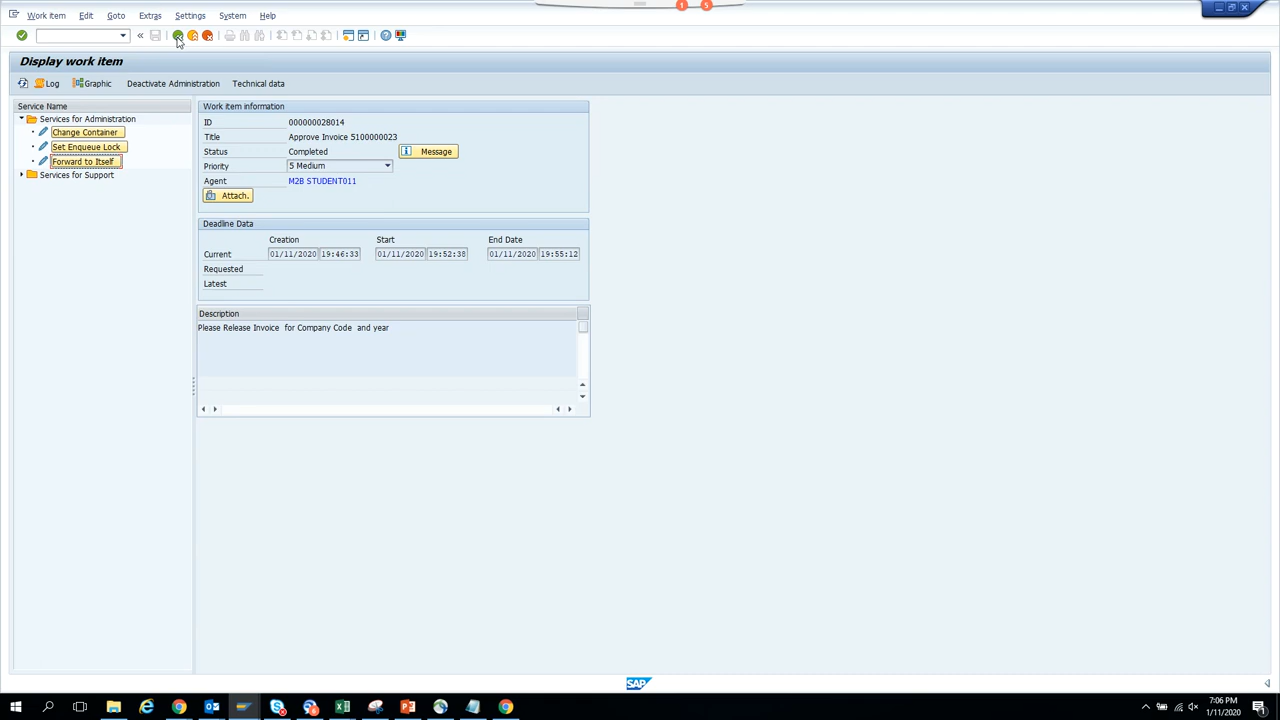 Work item Edit Goto Extras Settings System Help
1 5
Display work item
Log Graphic Deactivate Administration Technical data
Service Name
Services for Administration
Change Container
Set Enqueue Lock
Forward to Itself
Services for Support
Work item information
ID 000000028014
Title Approve Invoice 5100000023
Status Completed Message
Priority 5 Medium
Agent M2B STUDENT011
Attach.
Deadline Data
Creation Start End Date
Current 01/11/2020 19:46:33 01/11/2020 19:52:38 01/11/2020 19:55:12
Requested
Latest
Description
Please Release Invoice for Company Code and year
SAP
7:06 PM
1/11/2020